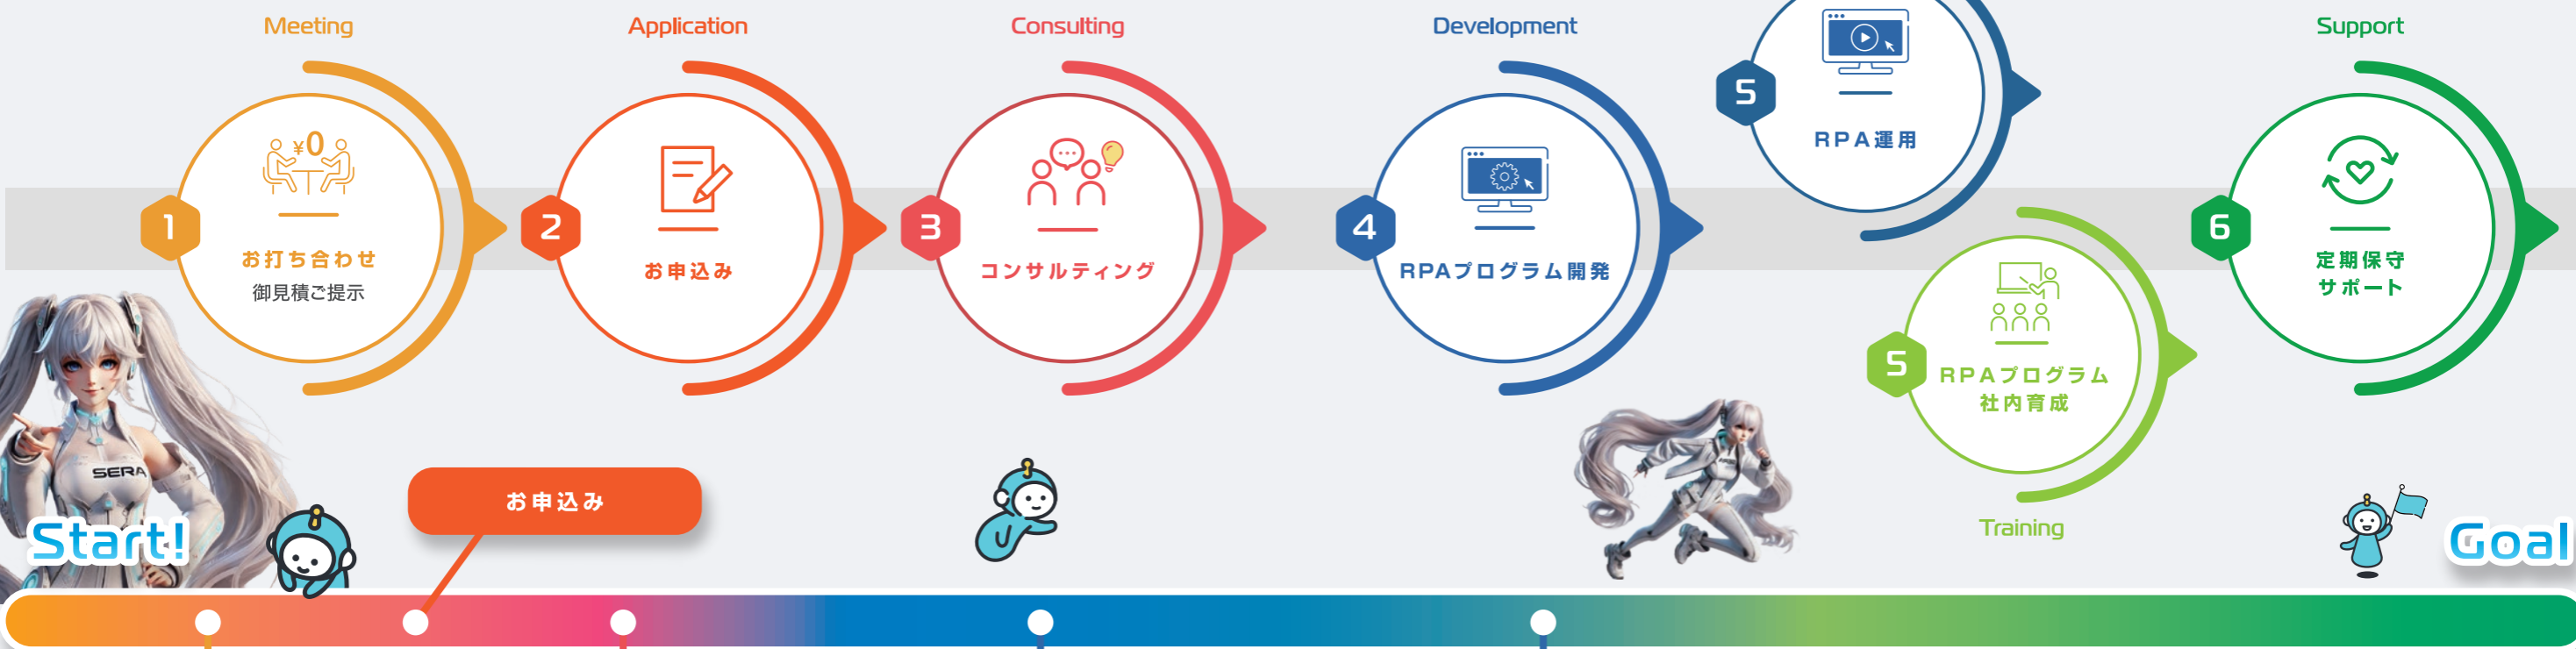 Meeting
1
¥0
お打ち合わせ
御見積ご提示
Application
2
お申込み
Consulting
3
コンサルティング
Development
4
RPAプログラム開発
5
RPA運用
5
RPAプログラム
社内育成
Training
Support
6
定期保守
サポート
SERA
Start!
お申込み
Goal